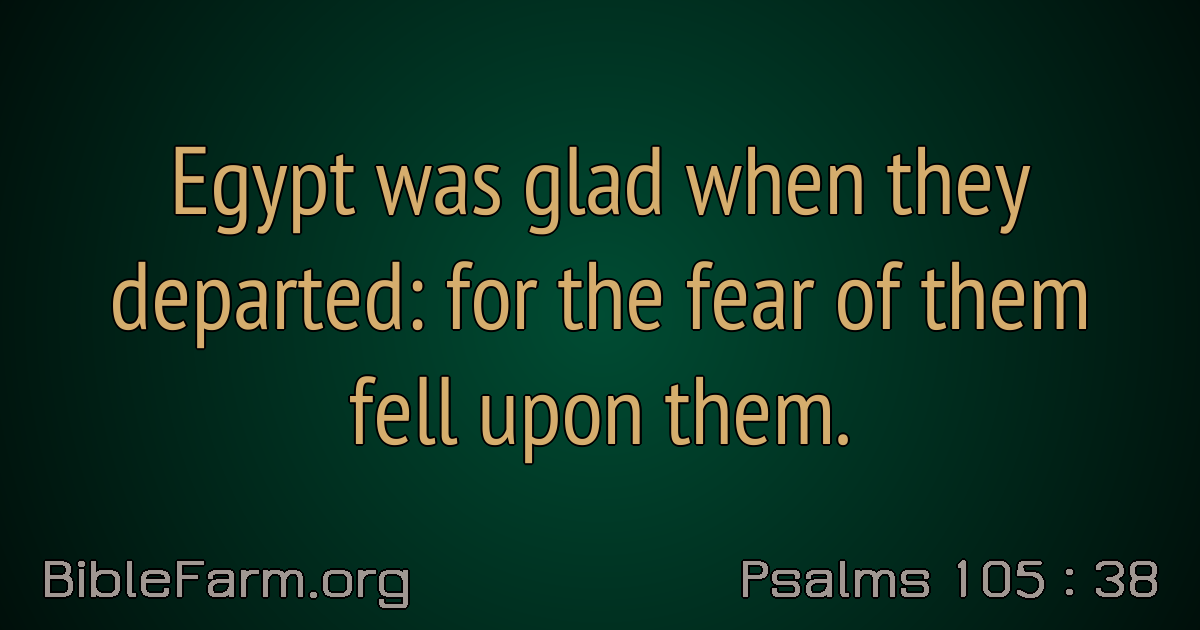 Egypt was glad when they
departed: for the fear of them
fell upon them.
BibleFarm.org
Psalms 105 : 38